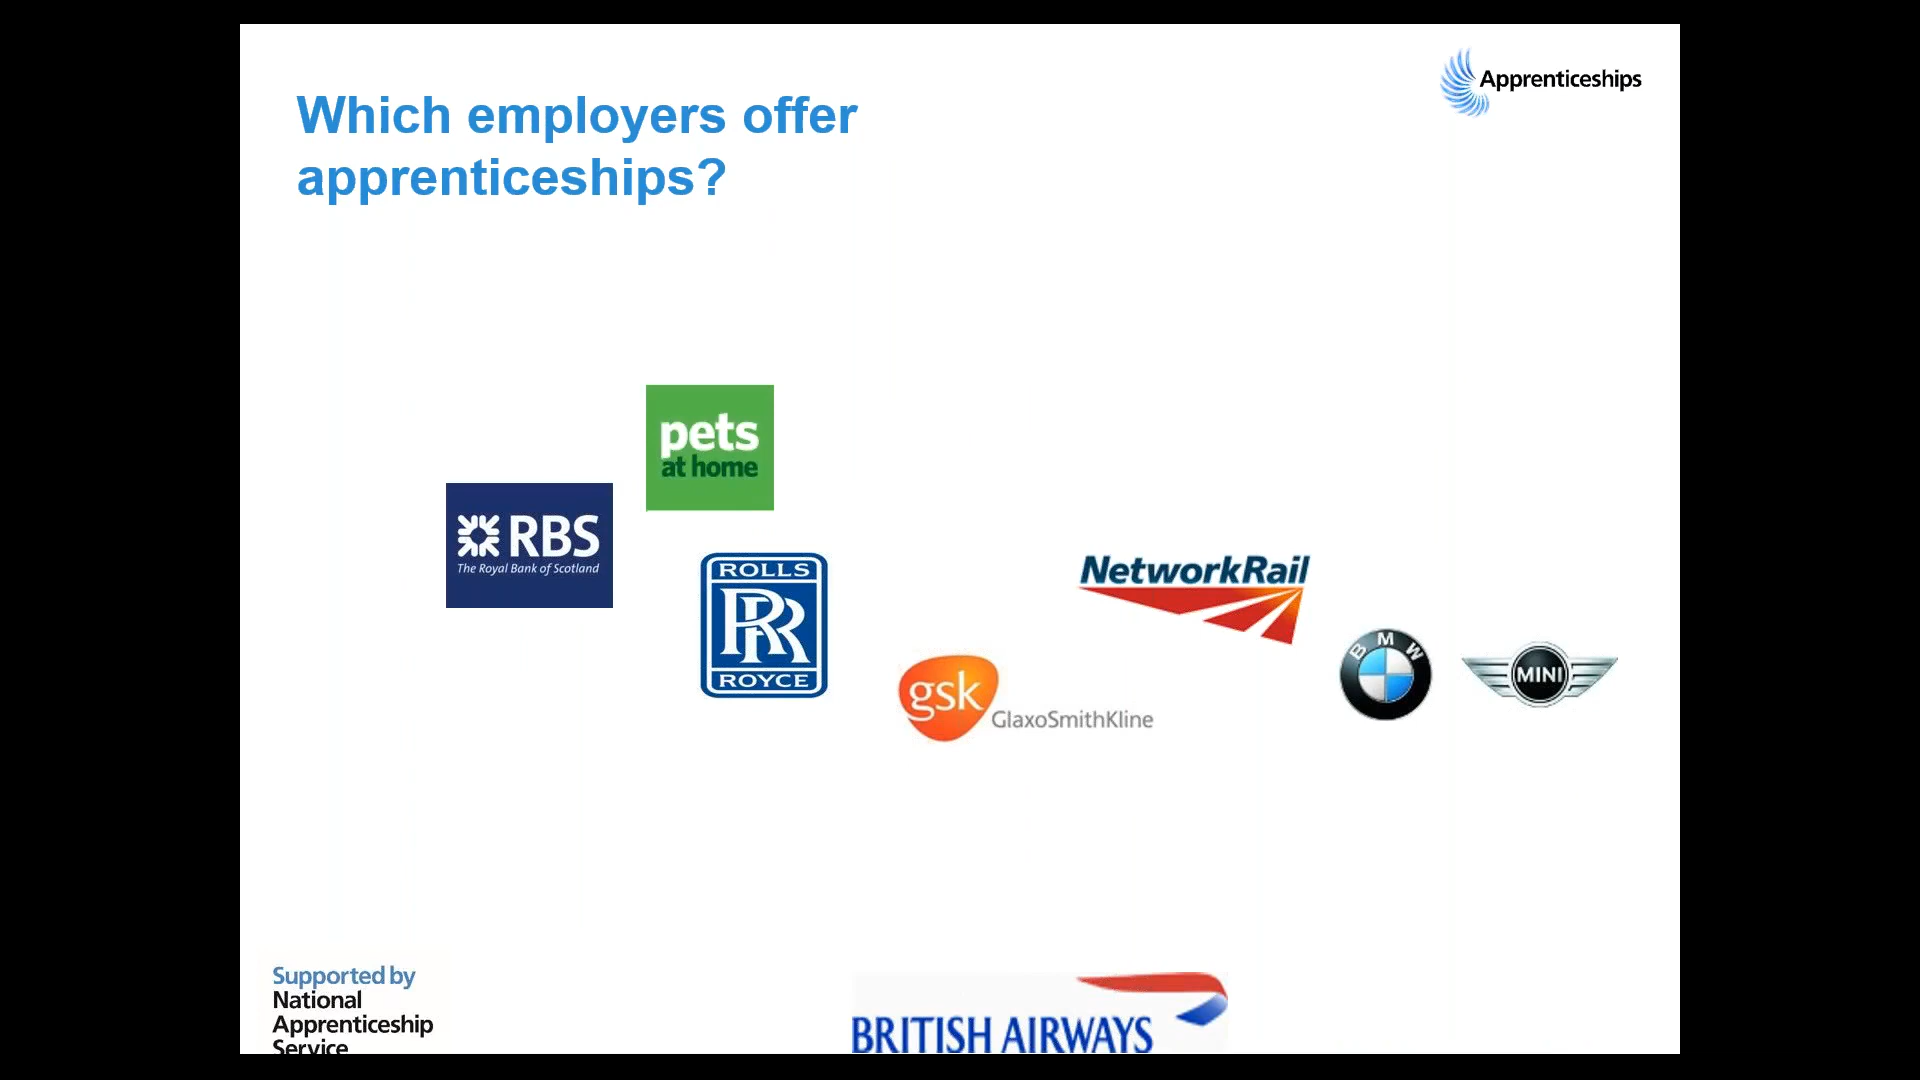 Apprenticeships
Which employers offer
apprenticeships?
pets
at home
RBS
The Royal Bank of Scotland
ROLLS
RR
ROYCE
NetworkRail
gsk
GlaxoSmithKline
BMW
MINI
Supported by
National
Apprenticeship
Service
BRITISH AIRWAYS